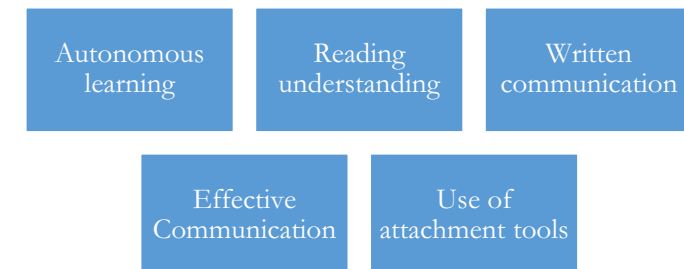 Autonomous
learning
Reading
understanding
Written
communication
Effective
Communication
Use of
attachment tools